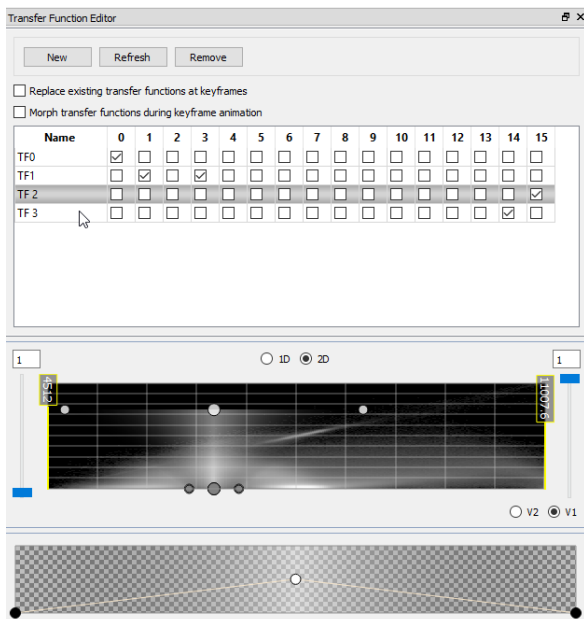 Transfer Function Editor
New Refresh Remove
Replace existing transfer functions at keyframes
Morph transfer functions during keyframe animation
Name 0 1 2 3 4 5 6 7 8 9 10 11 12 13 14 15
TF0
TF1
TF 2
TF 3
1 1D 2D 1
4512 11007.6
V2 V1